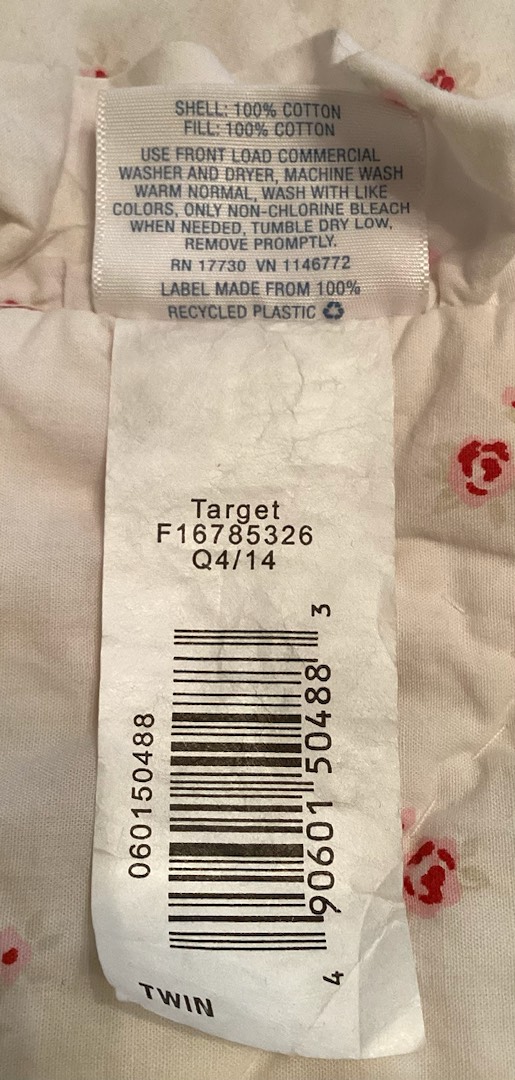 SHELL: 100% COTTON
FILL: 100% COTTON
USE FRONT LOAD COMMERCIAL
WASHER AND DRYER, MACHINE WASH
WARM NORMAL, WASH WITH LIKE
COLORS, ONLY NON-CHLORINE BLEACH
WHEN NEEDED, TUMBLE DRY LOW,
REMOVE PROMPTLY.
RN 17730 VN 1146772
LABEL MADE FROM 100%
RECYCLED PLASTIC
Target
F16785326
Q4/14
060150488
4 90601 50488 3
TWIN